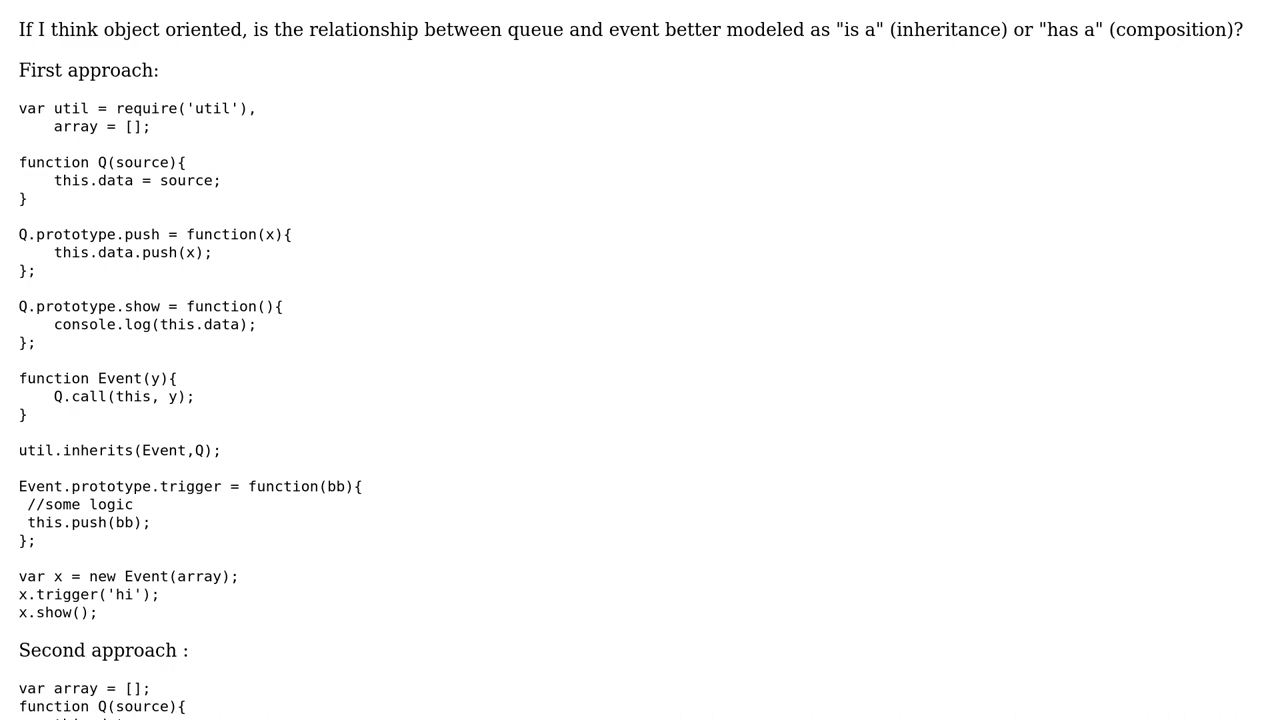 If I think object oriented, is the relationship between queue and event better modeled as "is a" (inheritance) or "has a" (composition)?
First approach:
var util = require('util'),
    array = [];
function Q(source){
    this.data = source;
}
Q.prototype.push = function(x){
    this.data.push(x);
};
Q.prototype.show = function(){
    console.log(this.data);
};
function Event(y){
    Q.call(this, y);
}
util.inherits(Event,Q);
Event.prototype.trigger = function(bb){
 //some logic
 this.push(bb);
};
var x = new Event(array);
x.trigger('hi');
x.show();
Second approach :
var array = [];
function Q(source){